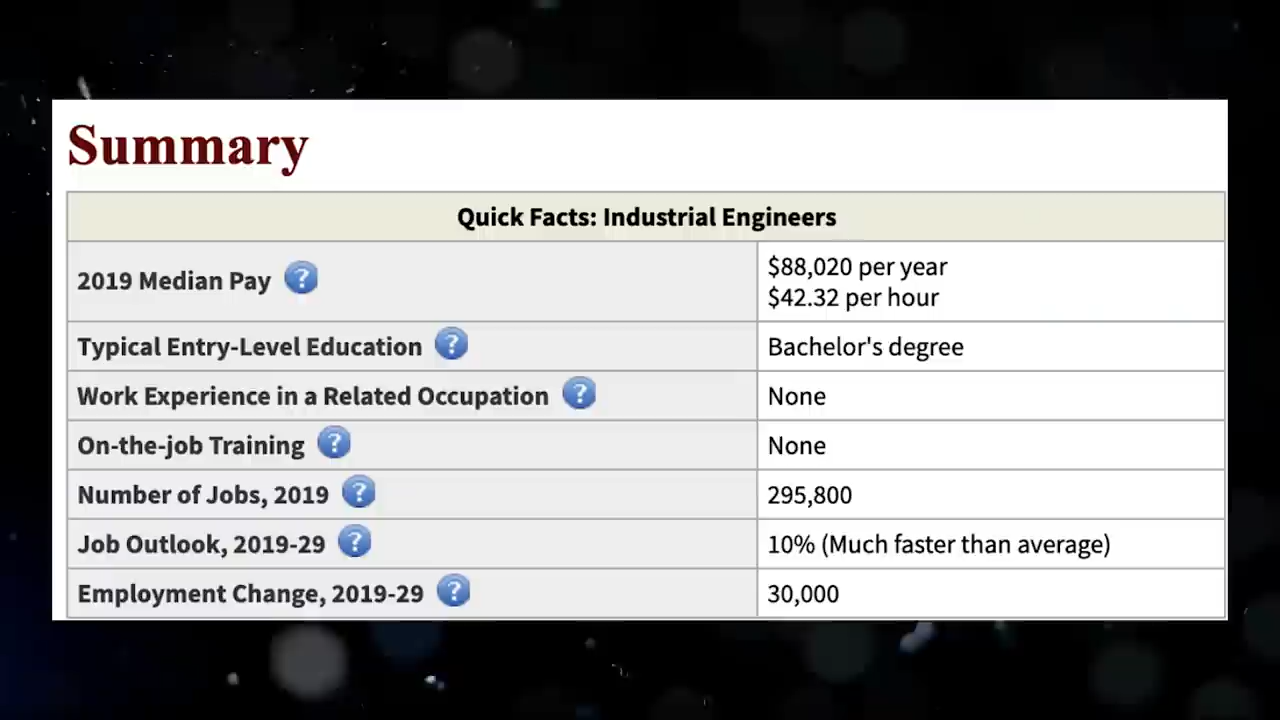 Summary
Quick Facts: Industrial Engineers
2019 Median Pay ?
$88,020 per year
$42.32 per hour
Typical Entry-Level Education ?
Bachelor's degree
Work Experience in a Related Occupation ?
None
On-the-job Training ?
None
Number of Jobs, 2019 ?
295,800
Job Outlook, 2019-29 ?
10% (Much faster than average)
Employment Change, 2019-29 ?
30,000